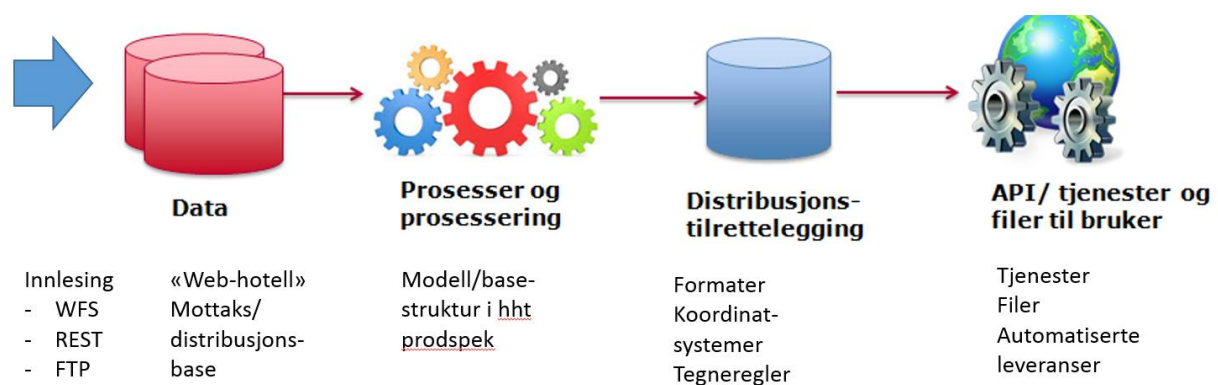 Data
Prosesser og
prosessering
Distribusjons-
tilrettelegging
API/ tjenester og
filer til bruker
Innlesing
- WFS
- REST
- FTP
«Web-hotell»
Mottaks/
distribusjons-
base
Modell/base-
struktur i hht
prodspek
Formater
Koordinat-
systemer
Tegneregler
Tjenester
Filer
Automatiserte
leveranser